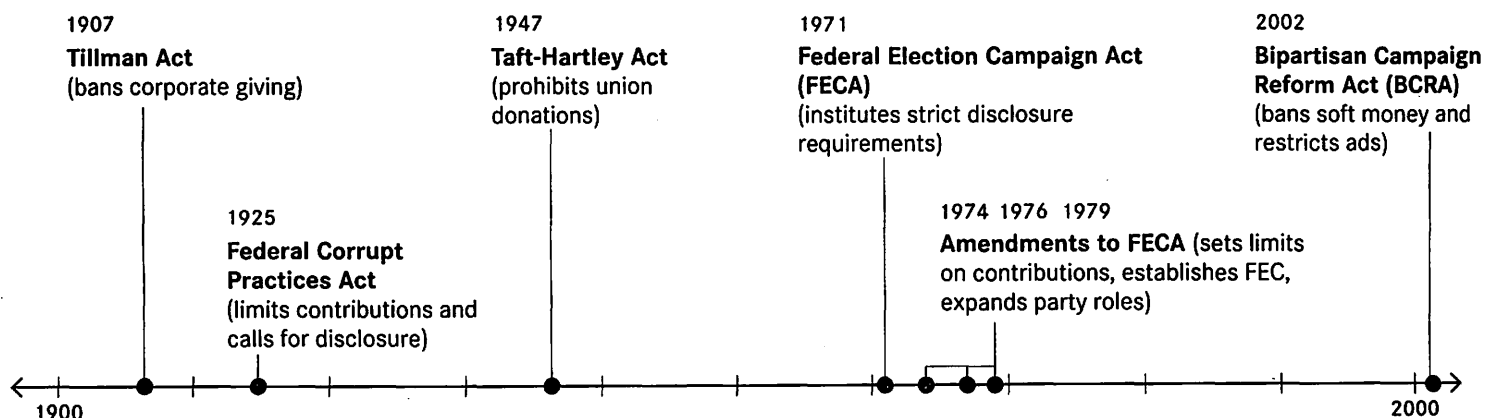 1907
Tillman Act
(bans corporate giving)
1925
Federal Corrupt
Practices Act
(limits contributions and
calls for disclosure)
1947
Taft-Hartley Act
(prohibits union
donations)
1971
Federal Election Campaign Act
(FECA)
(institutes strict disclosure
requirements)
1974 1976 1979
Amendments to FECA (sets limits
on contributions, establishes FEC,
expands party roles)
2002
Bipartisan Campaign
Reform Act (BCRA)
(bans soft money and
restricts ads)
1900
2000